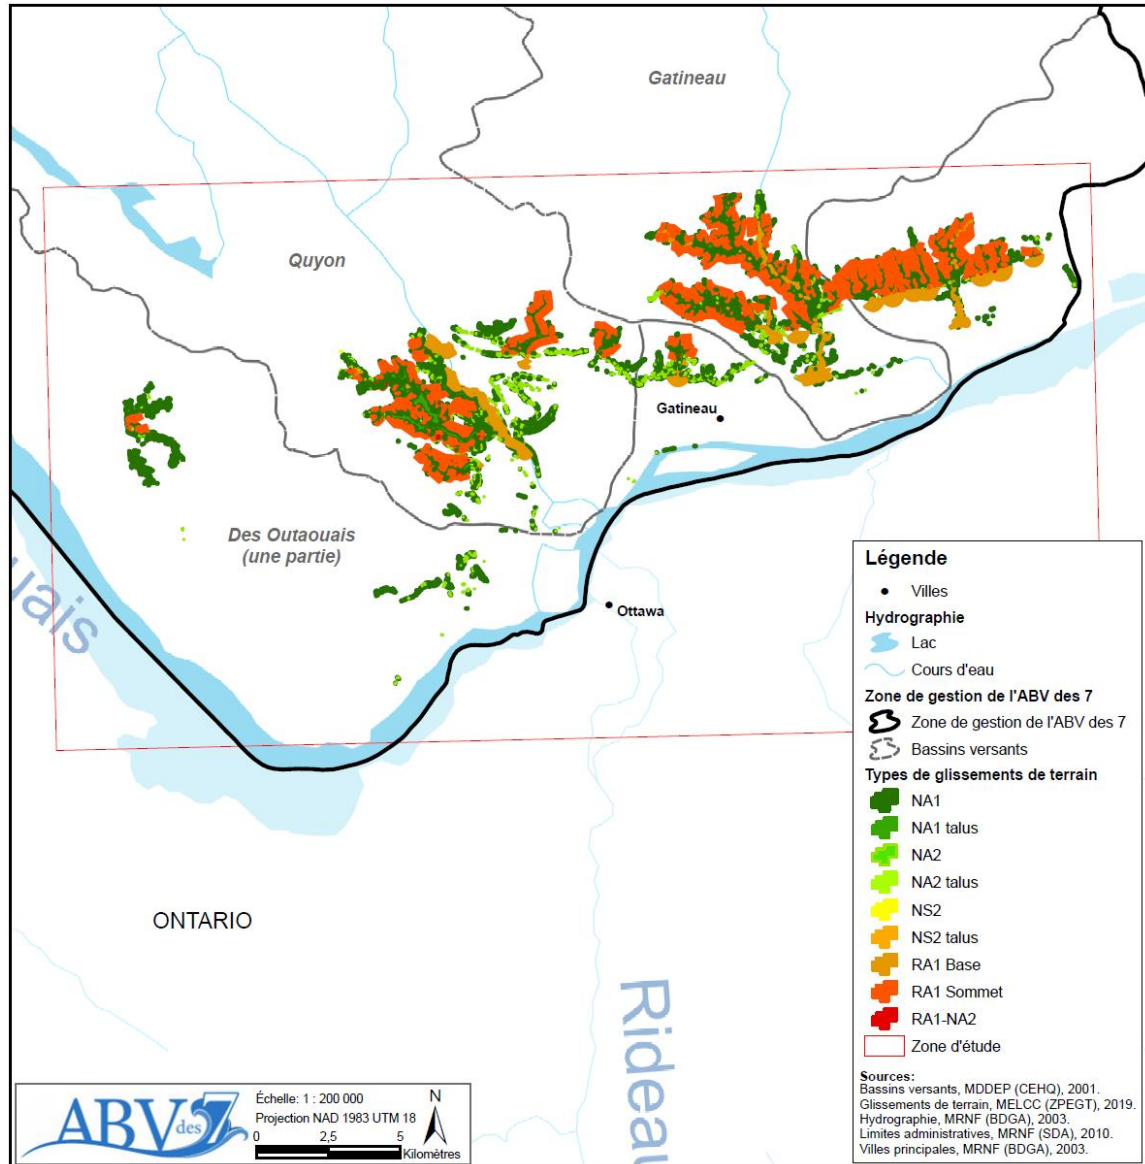 Gatineau
Quyon
Gatineau
Des Outaouais
(une partie)
uais
Ottawa
ONTARIO
Rideau
Légende
Villes
Hydrographie
Lac
Cours d'eau
Zone de gestion de l'ABV des 7
Zone de gestion de l'ABV des 7
Bassins versants
Types de glissements de terrain
NA1
NA1 talus
NA2
NA2 talus
NS2
NS2 talus
RA1 Base
RA1 Sommet
RA1-NA2
Zone d'étude
Sources:
Bassins versants, MDDEP (CEHQ), 2001.
Glissements de terrain, MELCC (ZPEGT), 2019.
Hydrographie, MRNF (BDGA), 2003.
Limites administratives, MRNF (SDA), 2010.
Villes principales, MRNF (BDGA), 2003.
ABV des 7
Échelle: 1 : 200 000
Projection NAD 1983 UTM 18
N
0 2,5 5
Kilomètres